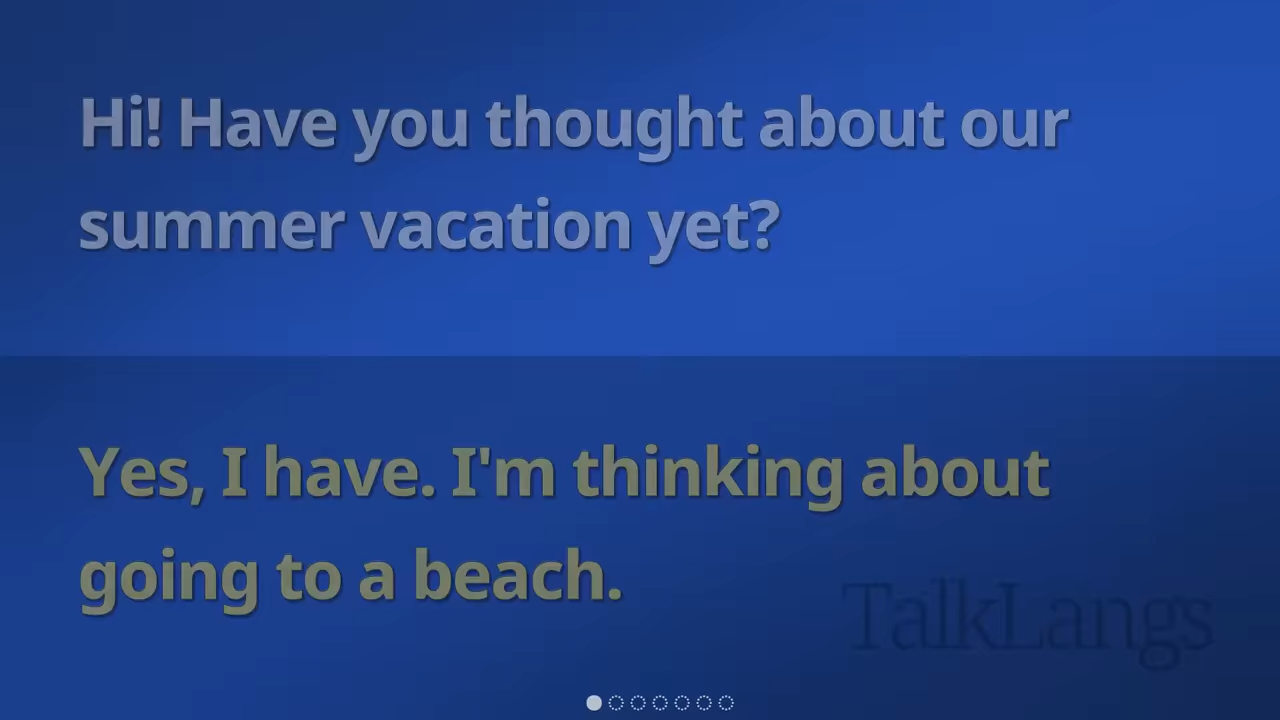 Hi! Have you thought about our
summer vacation yet?
Yes, I have. I'm thinking about
going to a beach.
TalkLangs